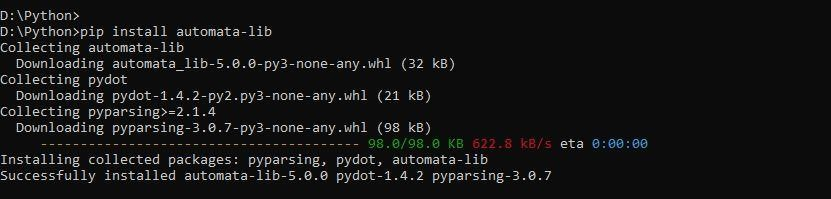 D:\Python>
D:\Python>pip install automata-lib
Collecting automata-lib
  Downloading automata_lib-5.0.0-py3-none-any.whl (32 kB)
Collecting pydot
  Downloading pydot-1.4.2-py2.py3-none-any.whl (21 kB)
Collecting pyparsing>=2.1.4
  Downloading pyparsing-3.0.7-py3-none-any.whl (98 kB)
     ---------------------------------------- 98.0/98.0 KB 622.8 kB/s eta 0:00:00
Installing collected packages: pyparsing, pydot, automata-lib
Successfully installed automata-lib-5.0.0 pydot-1.4.2 pyparsing-3.0.7